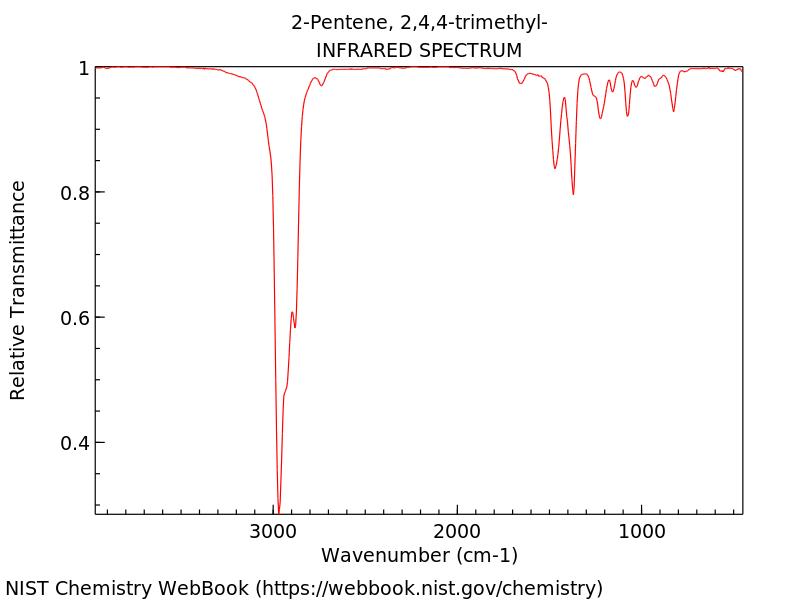 2-Pentene, 2,4,4-trimethyl-
INFRARED SPECTRUM
1
0.8
0.6
0.4
Relative Transmittance
3000 2000 1000
Wavenumber (cm-1)
NIST Chemistry WebBook (https://webbook.nist.gov/chemistry)